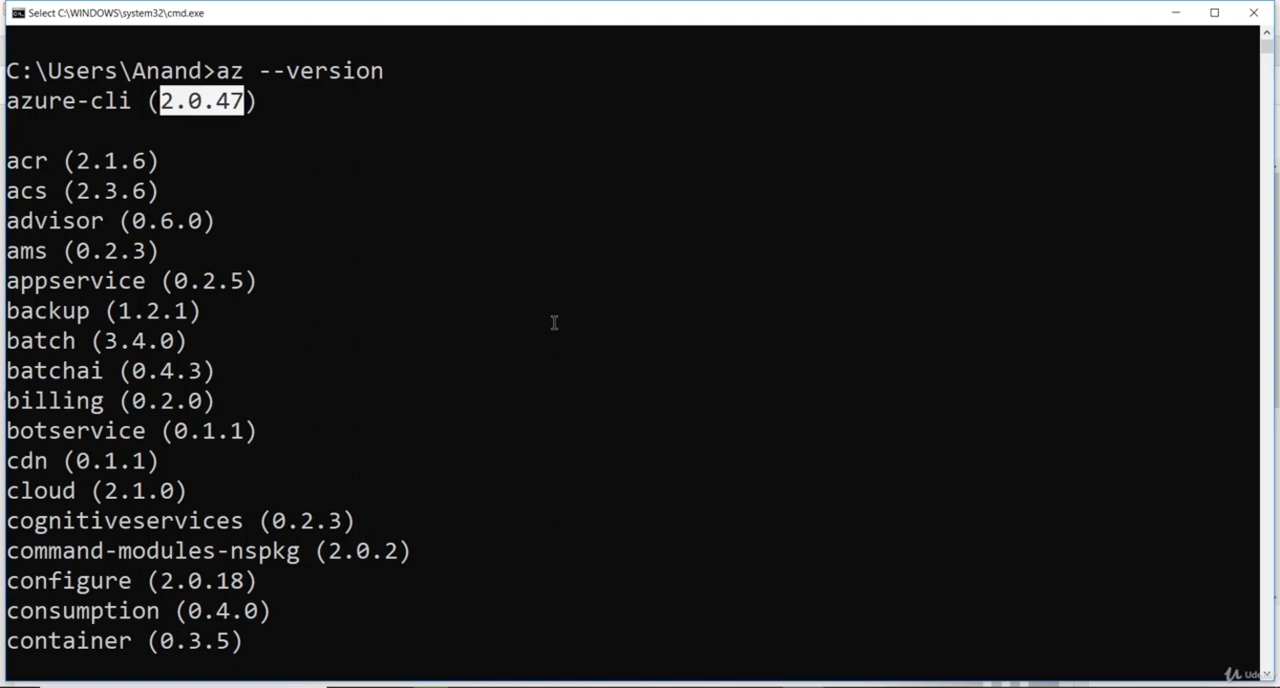 Select C:\WINDOWS\system32\cmd.exe
C:\Users\Anand>az --version
azure-cli (2.0.47)
acr (2.1.6)
acs (2.3.6)
advisor (0.6.0)
ams (0.2.3)
appservice (0.2.5)
backup (1.2.1)
batch (3.4.0)
batchai (0.4.3)
billing (0.2.0)
botservice (0.1.1)
cdn (0.1.1)
cloud (2.1.0)
cognitiveservices (0.2.3)
command-modules-nspkg (2.0.2)
configure (2.0.18)
consumption (0.4.0)
container (0.3.5)